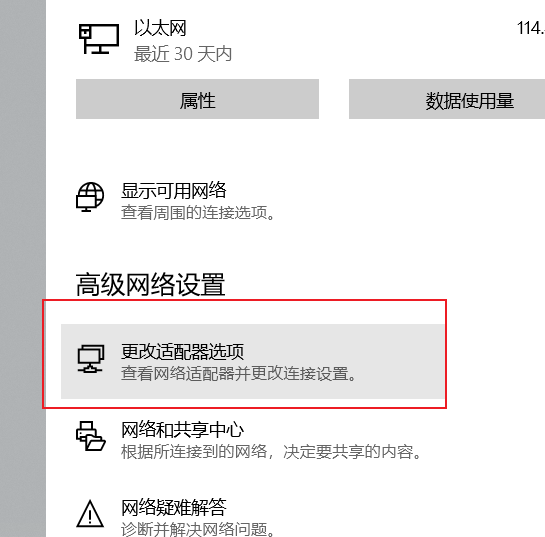 以太网
114.
最近 30 天内
属性
数据使用量
显示可用网络
查看周围的连接选项。
高级网络设置
更改适配器选项
查看网络适配器并更改连接设置。
网络和共享中心
根据所连接到的网络，决定要共享的内容。
网络疑难解答
诊断并解决网络问题。